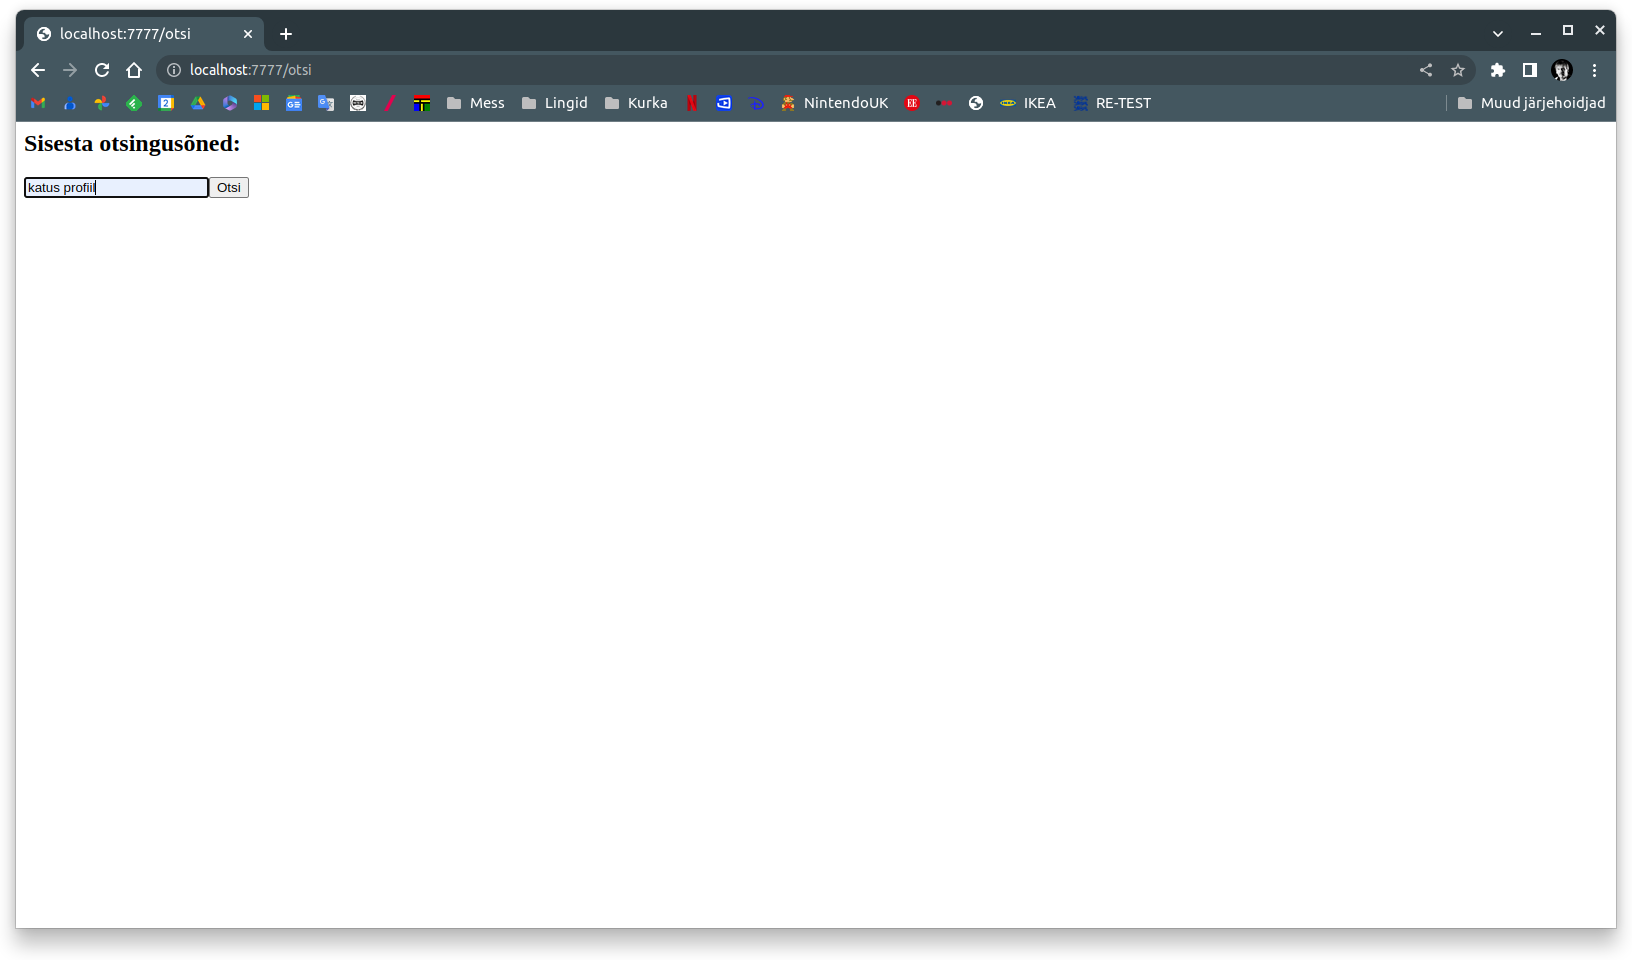 localhost:7777/otsi
localhost:7777/otsi
Mess Lingid Kurka NintendoUK EE IKEA RE-TEST Muud järjehoidjad
Sisesta otsingusõned:
katus profiil Otsi